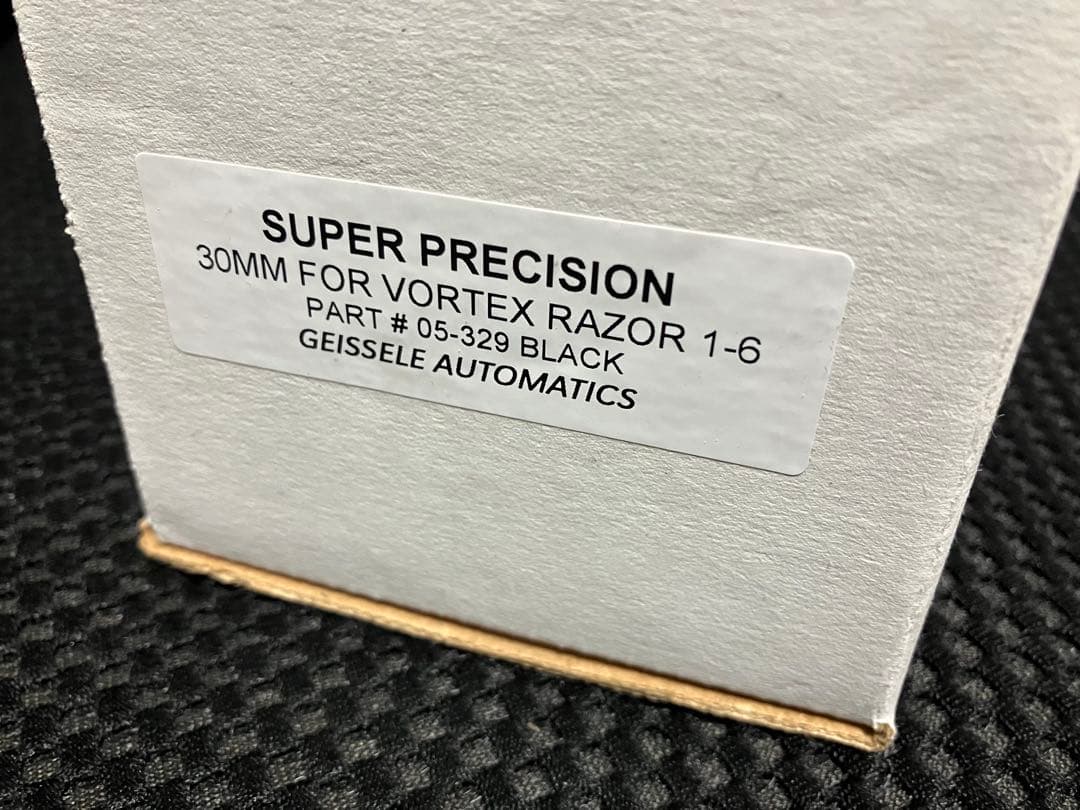 SUPER PRECISION
30MM FOR VORTEX RAZOR 1-6
PART # 05-329 BLACK
GEISSELE AUTOMATICS